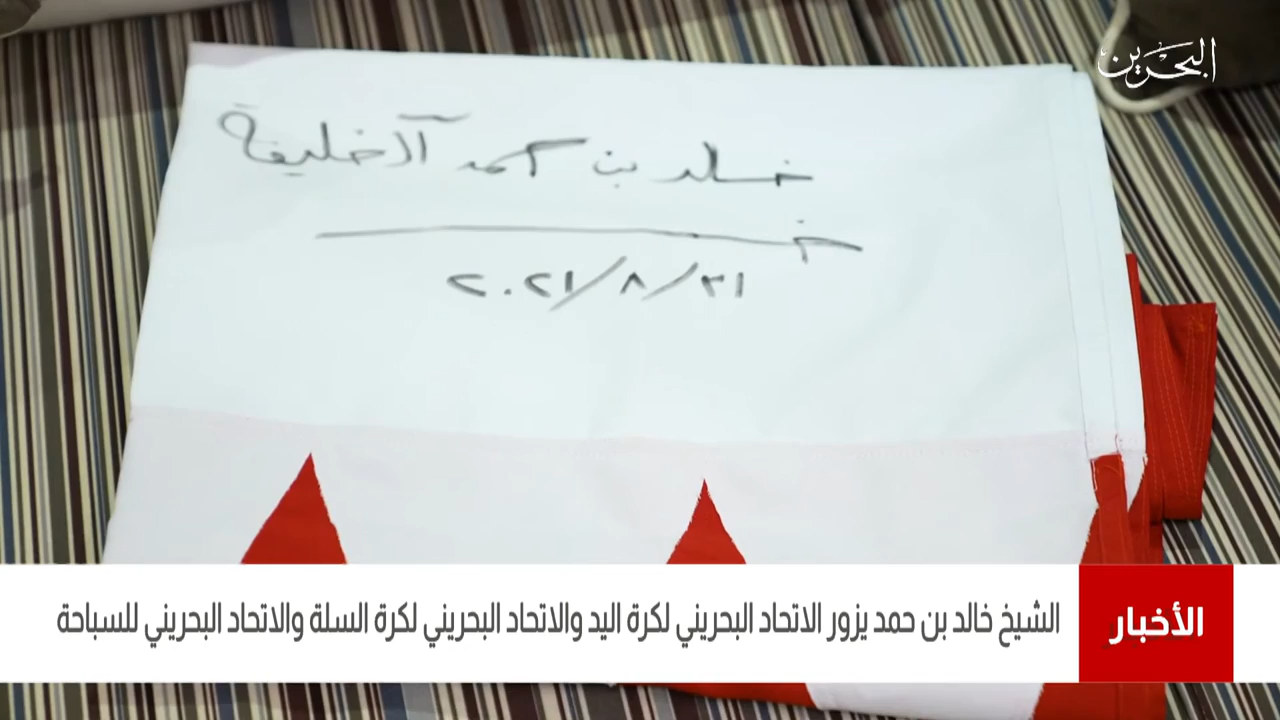 البحرين
خالد بن حمد آل خليفة
٢٠٢١/٨/٣١
الأخبار
الشيخ خالد بن حمد يزور الاتحاد البحريني لكرة اليد والاتحاد البحريني لكرة السلة والاتحاد البحريني للسباحة